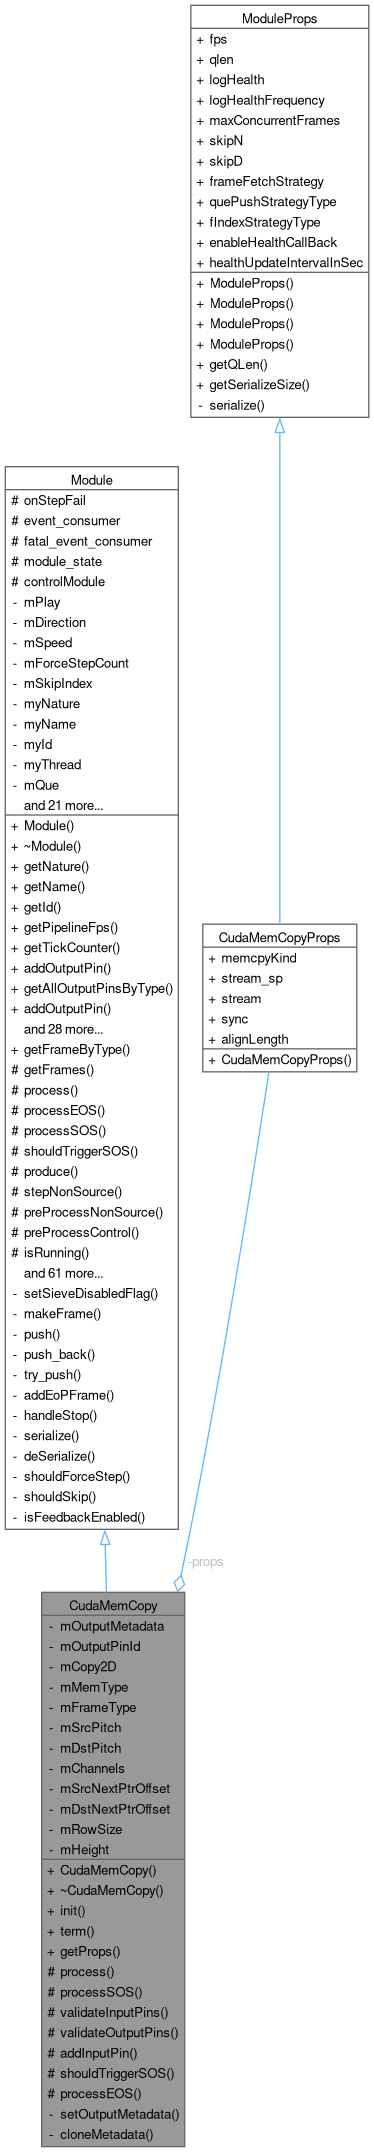 ModuleProps
+ fps
+ qlen
+ logHealth
+ logHealthFrequency
+ maxConcurrentFrames
+ skipN
+ skipD
+ frameFetchStrategy
+ quePushStrategyType
+ fIndexStrategyType
+ enableHealthCallBack
+ healthUpdateIntervalInSec
+ ModuleProps()
+ ModuleProps()
+ ModuleProps()
+ ModuleProps()
+ getQLen()
+ getSerializeSize()
- serialize()
Module
# onStepFail
# event_consumer
# fatal_event_consumer
# module_state
# controlModule
- mPlay
- mDirection
- mSpeed
- mForceStepCount
- mSkipIndex
- myNature
- myName
- myId
- myThread
- mQue
and 21 more...
+ Module()
+ ~Module()
+ getNature()
+ getName()
+ getId()
+ getPipelineFps()
+ getTickCounter()
+ addOutputPin()
+ getAllOutputPinsByType()
+ addOutputPin()
and 28 more...
+ getFrameByType()
# getFrames()
# process()
# processEOS()
# processSOS()
# shouldTriggerSOS()
# produce()
# stepNonSource()
# preProcessNonSource()
# preProcessControl()
# isRunning()
and 61 more...
- setSieveDisabledFlag()
- makeFrame()
- push()
- push_back()
- try_push()
- addEoPFrame()
- handleStop()
- serialize()
- deSerialize()
- shouldForceStep()
- shouldSkip()
- isFeedbackEnabled()
CudaMemCopyProps
+ memcpyKind
+ stream_sp
+ stream
+ sync
+ alignLength
+ CudaMemCopyProps()
-props
CudaMemCopy
- mOutputMetadata
- mOutputPinId
- mCopy2D
- mMemType
- mFrameType
- mSrcPitch
- mDstPitch
- mChannels
- mSrcNextPtrOffset
- mDstNextPtrOffset
- mRowSize
- mHeight
+ CudaMemCopy()
+ ~CudaMemCopy()
+ init()
+ term()
+ getProps()
# process()
# processSOS()
# validateInputPins()
# validateOutputPins()
# addInputPin()
# shouldTriggerSOS()
# processEOS()
- setOutputMetadata()
- cloneMetadata()